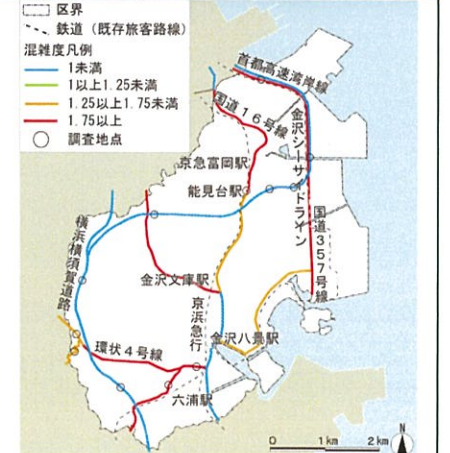 区界
鉄道（既存旅客路線）
混雑度凡例
1未満
1以上1.25未満
1.25以上1.75未満
1.75以上
調査地点
首都高速湾岸線
国道16号線
金沢シーサイドライン
京急富岡駅
能見台駅
国道357号線
横浜横須賀道路
金沢文庫駅
京浜急行
金沢八景駅
環状4号線
六浦駅
0 1km 2km
N